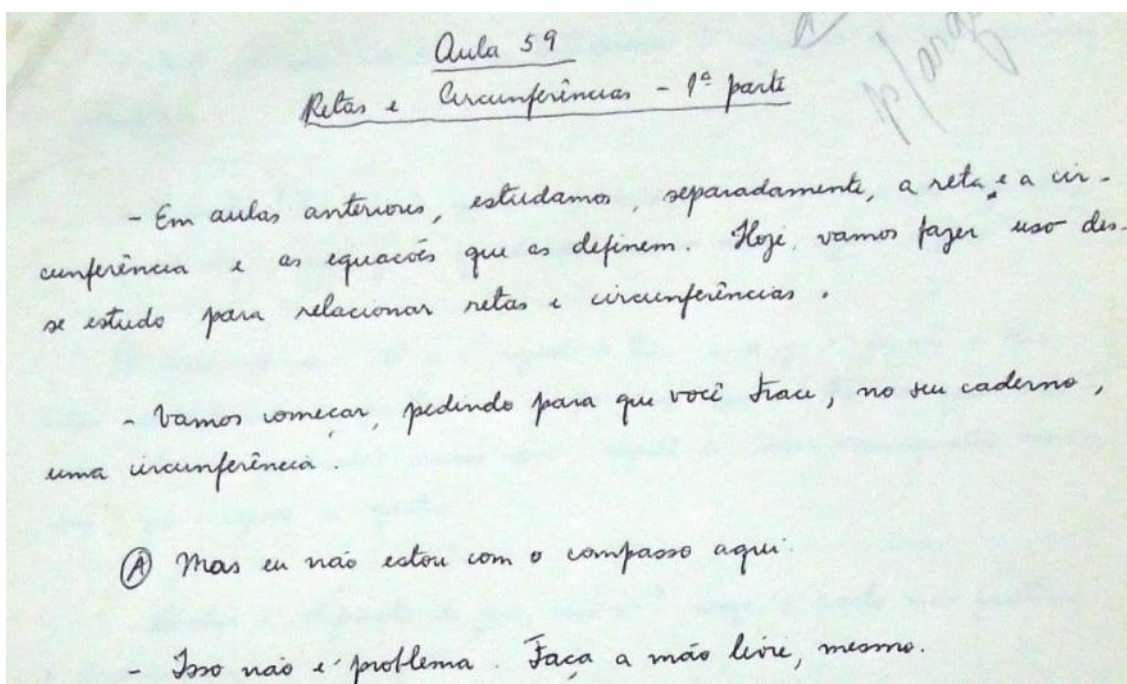 Aula 59
Retas e Circunferências - 1ª parte
- Em aulas anteriores, estudamos, separadamente, a reta, e a cir-
cunferência e as equações que as definem. Hoje, vamos fazer uso des-
se estudo para relacionar retas e circunferências.
- Vamos começar, pedindo para que você trace, no seu caderno,
uma circunferência.
(A) Mas eu não estou com o compasso aqui.
- Isso não é problema. Faça a mão livre, mesmo.